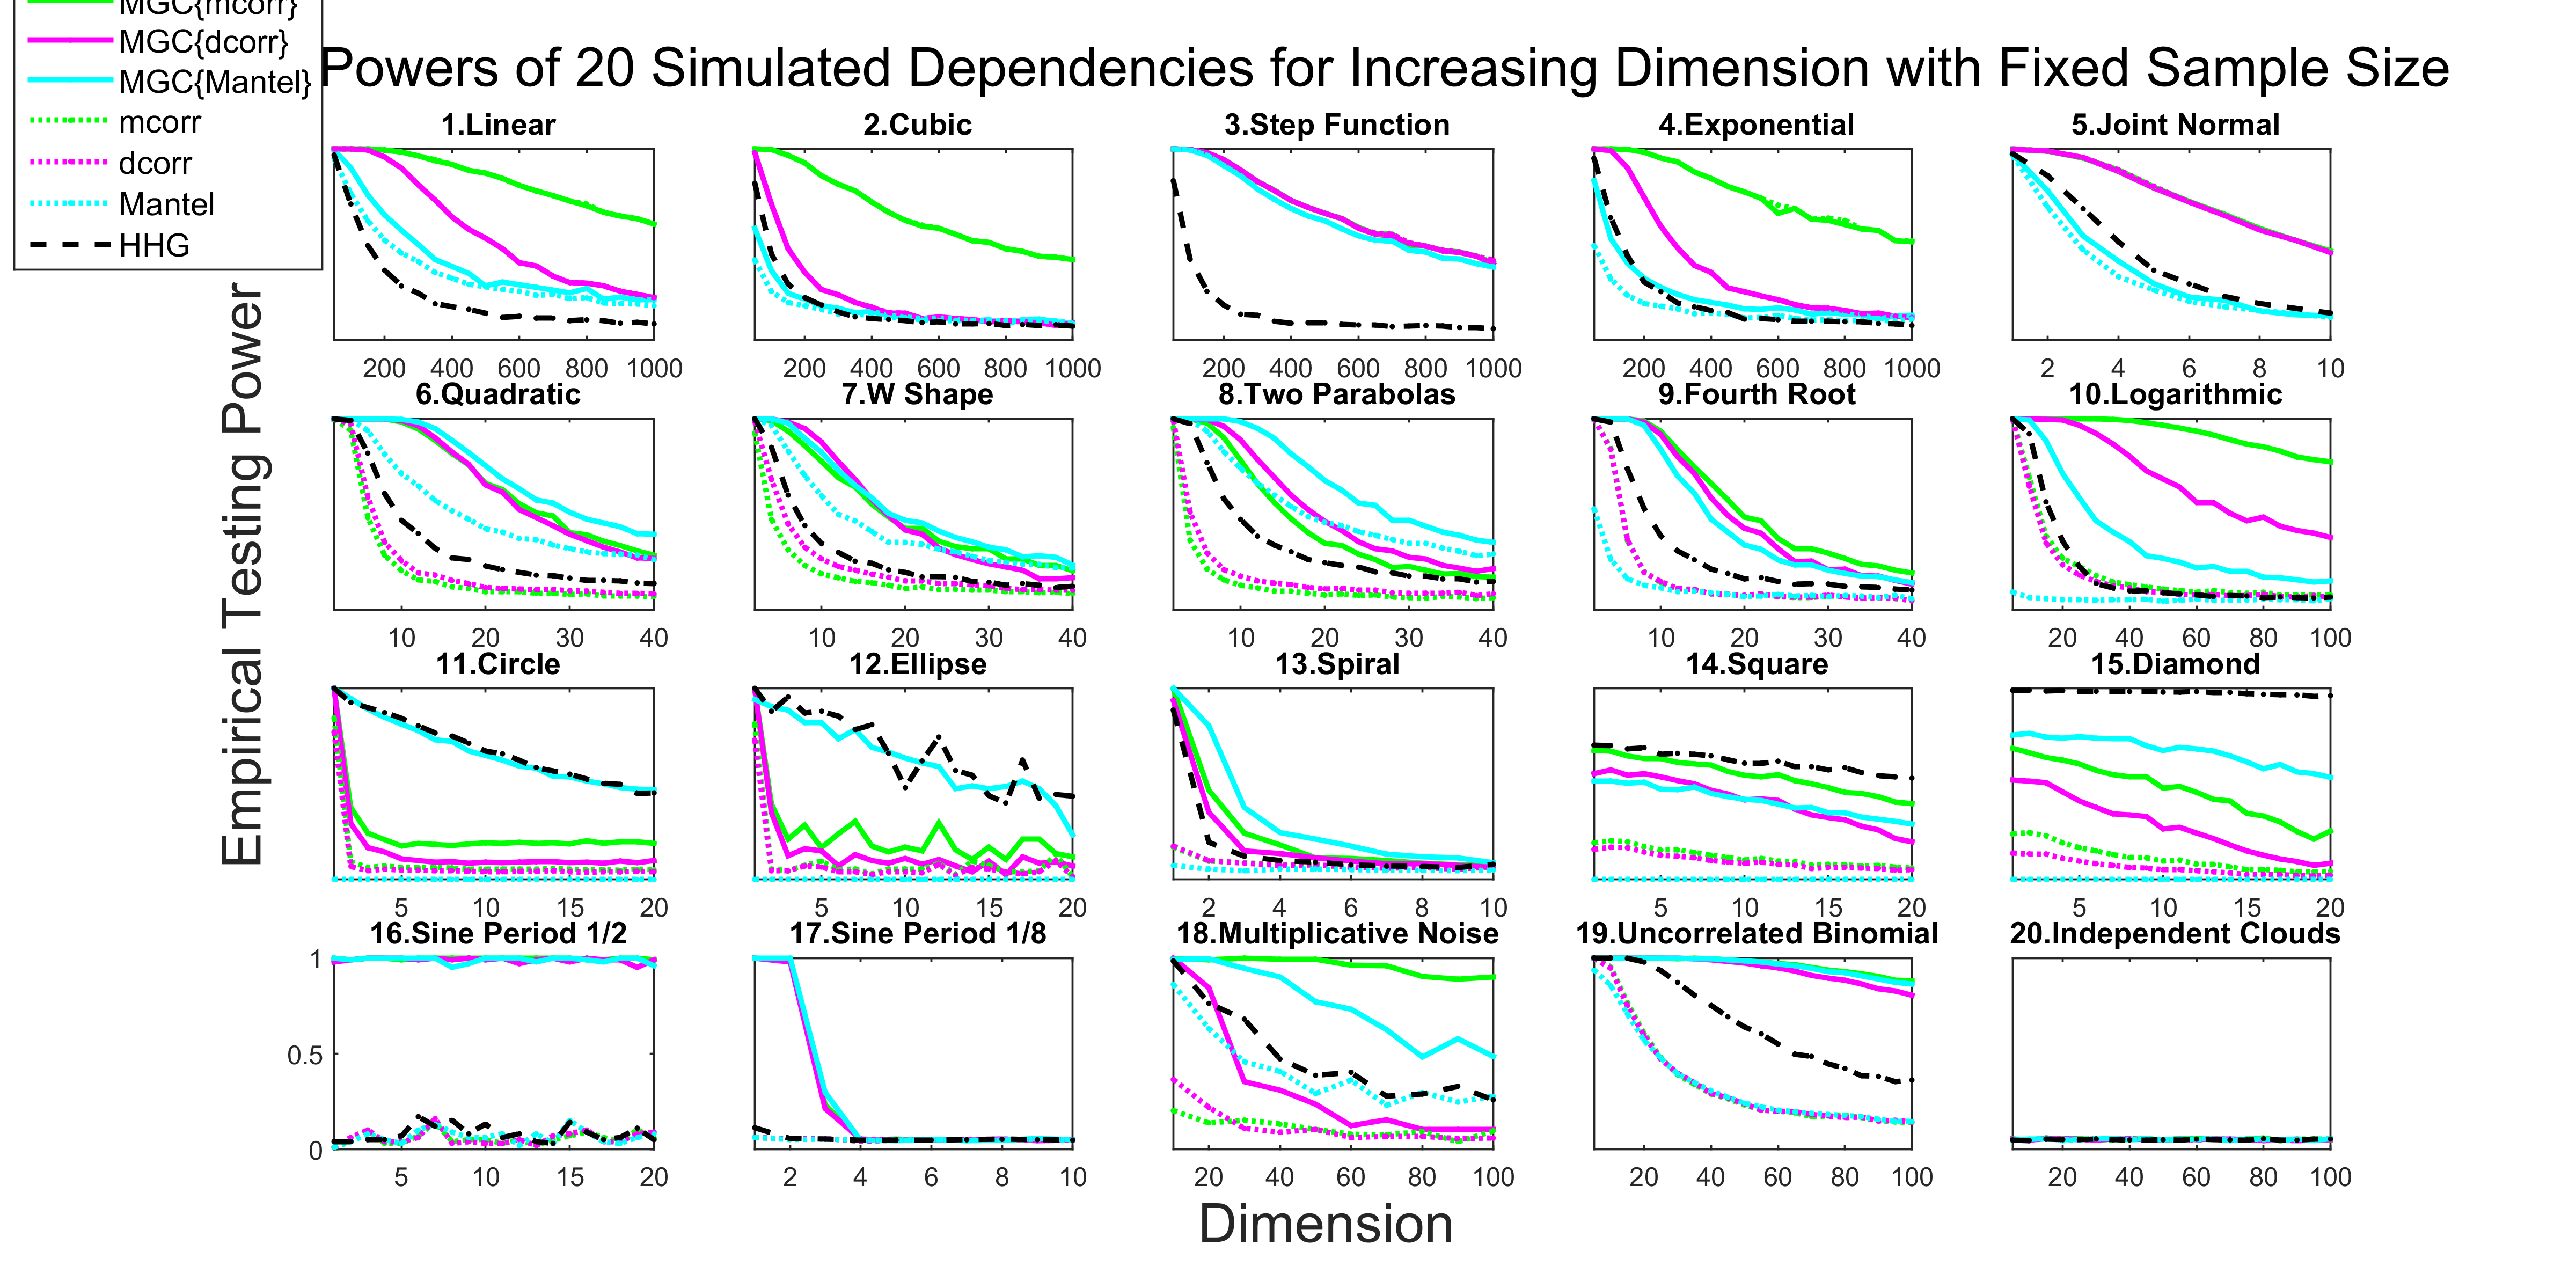 MGC{mcorr}
MGC{dcorr}
MGC{Mantel}
mcorr
dcorr
Mantel
HHG
Powers of 20 Simulated Dependencies for Increasing Dimension with Fixed Sample Size
Empirical Testing Power
1.Linear 2.Cubic 3.Step Function 4.Exponential 5.Joint Normal
200 400 600 800 1000 200 400 600 800 1000 200 400 600 800 1000 200 400 600 800 1000 2 4 6 8 10
6.Quadratic 7.W Shape 8.Two Parabolas 9.Fourth Root 10.Logarithmic
10 20 30 40 10 20 30 40 10 20 30 40 10 20 30 40 20 40 60 80 100
11.Circle 12.Ellipse 13.Spiral 14.Square 15.Diamond
5 10 15 20 5 10 15 20 2 4 6 8 10 5 10 15 20 5 10 15 20
16.Sine Period 1/2 17.Sine Period 1/8 18.Multiplicative Noise 19.Uncorrelated Binomial 20.Independent Clouds
1
0.5
0
5 10 15 20 2 4 6 8 10 20 40 60 80 100 20 40 60 80 100 20 40 60 80 100
Dimension